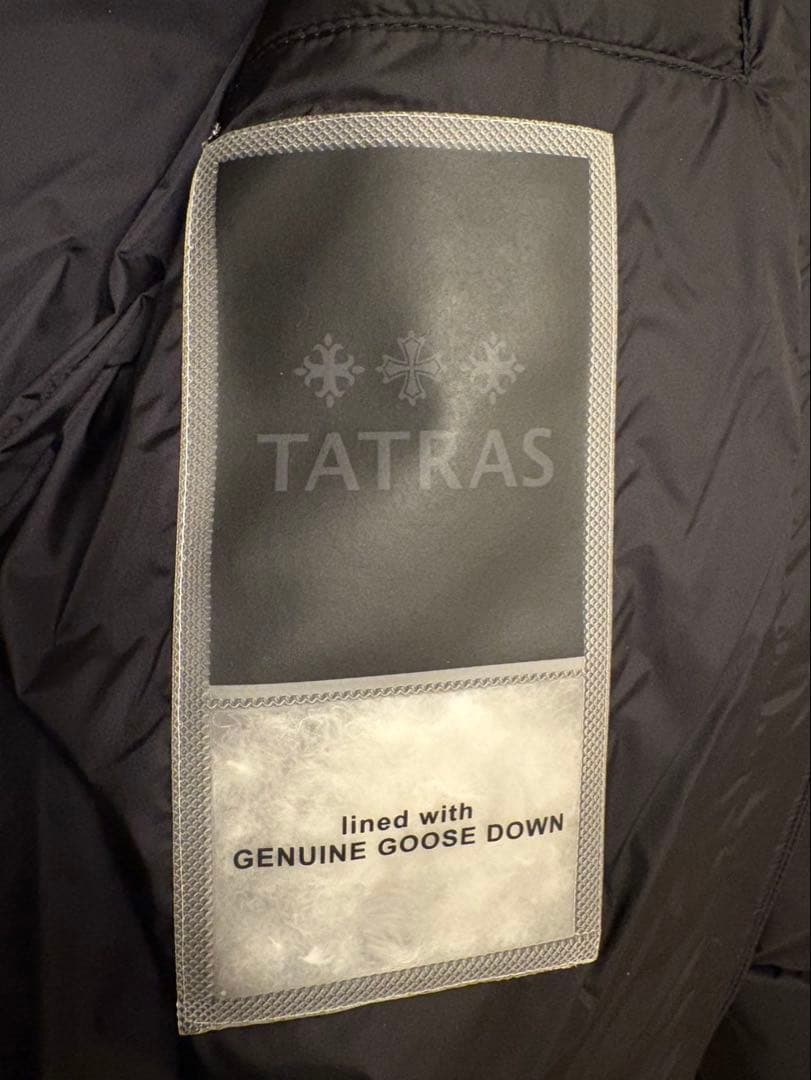 TATRAS
lined with
GENUINE GOOSE DOWN